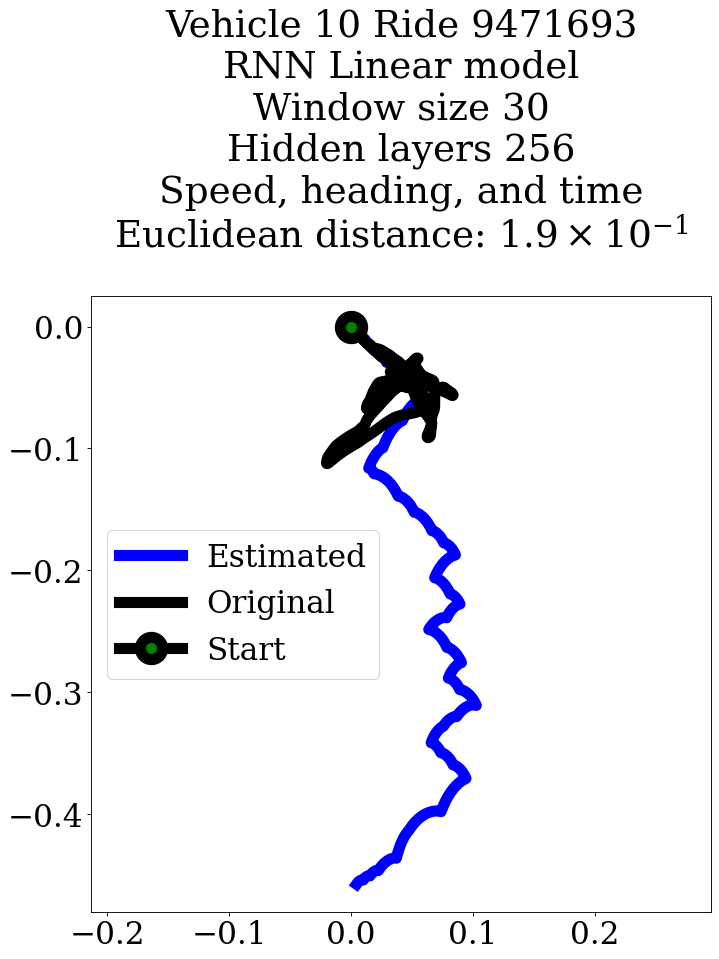 Vehicle 10 Ride 9471693
RNN Linear model
Window size 30
Hidden layers 256
Speed, heading, and time
Euclidean distance: 1.9 × 10⁻¹
0.0
−0.1
−0.2
−0.3
−0.4
Estimated
Original
Start
−0.2 −0.1 0.0 0.1 0.2